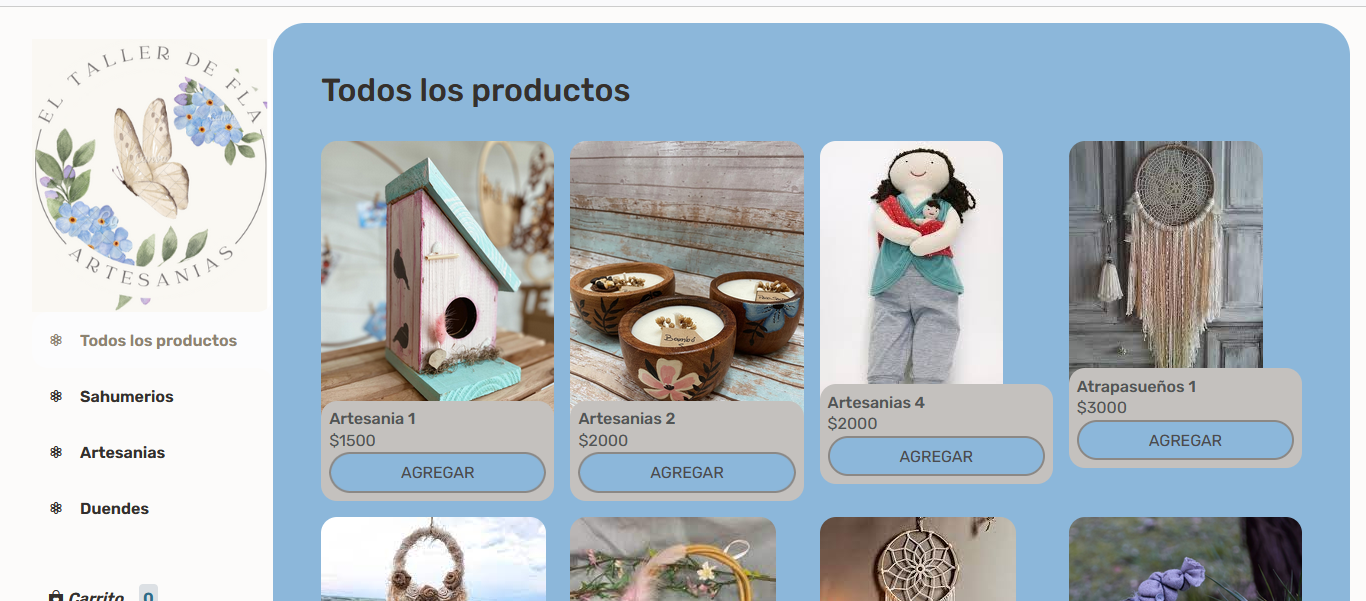 EL TALLER DE FLA
ARTESANIAS
Todos los productos
Sahumerios
Artesanias
Duendes
Carrito 0
Todos los productos
Artesania 1
$1500
AGREGAR
Bambú
Artesanias 2
$2000
AGREGAR
Artesanias 4
$2000
AGREGAR
Atrapasueños 1
$3000
AGREGAR